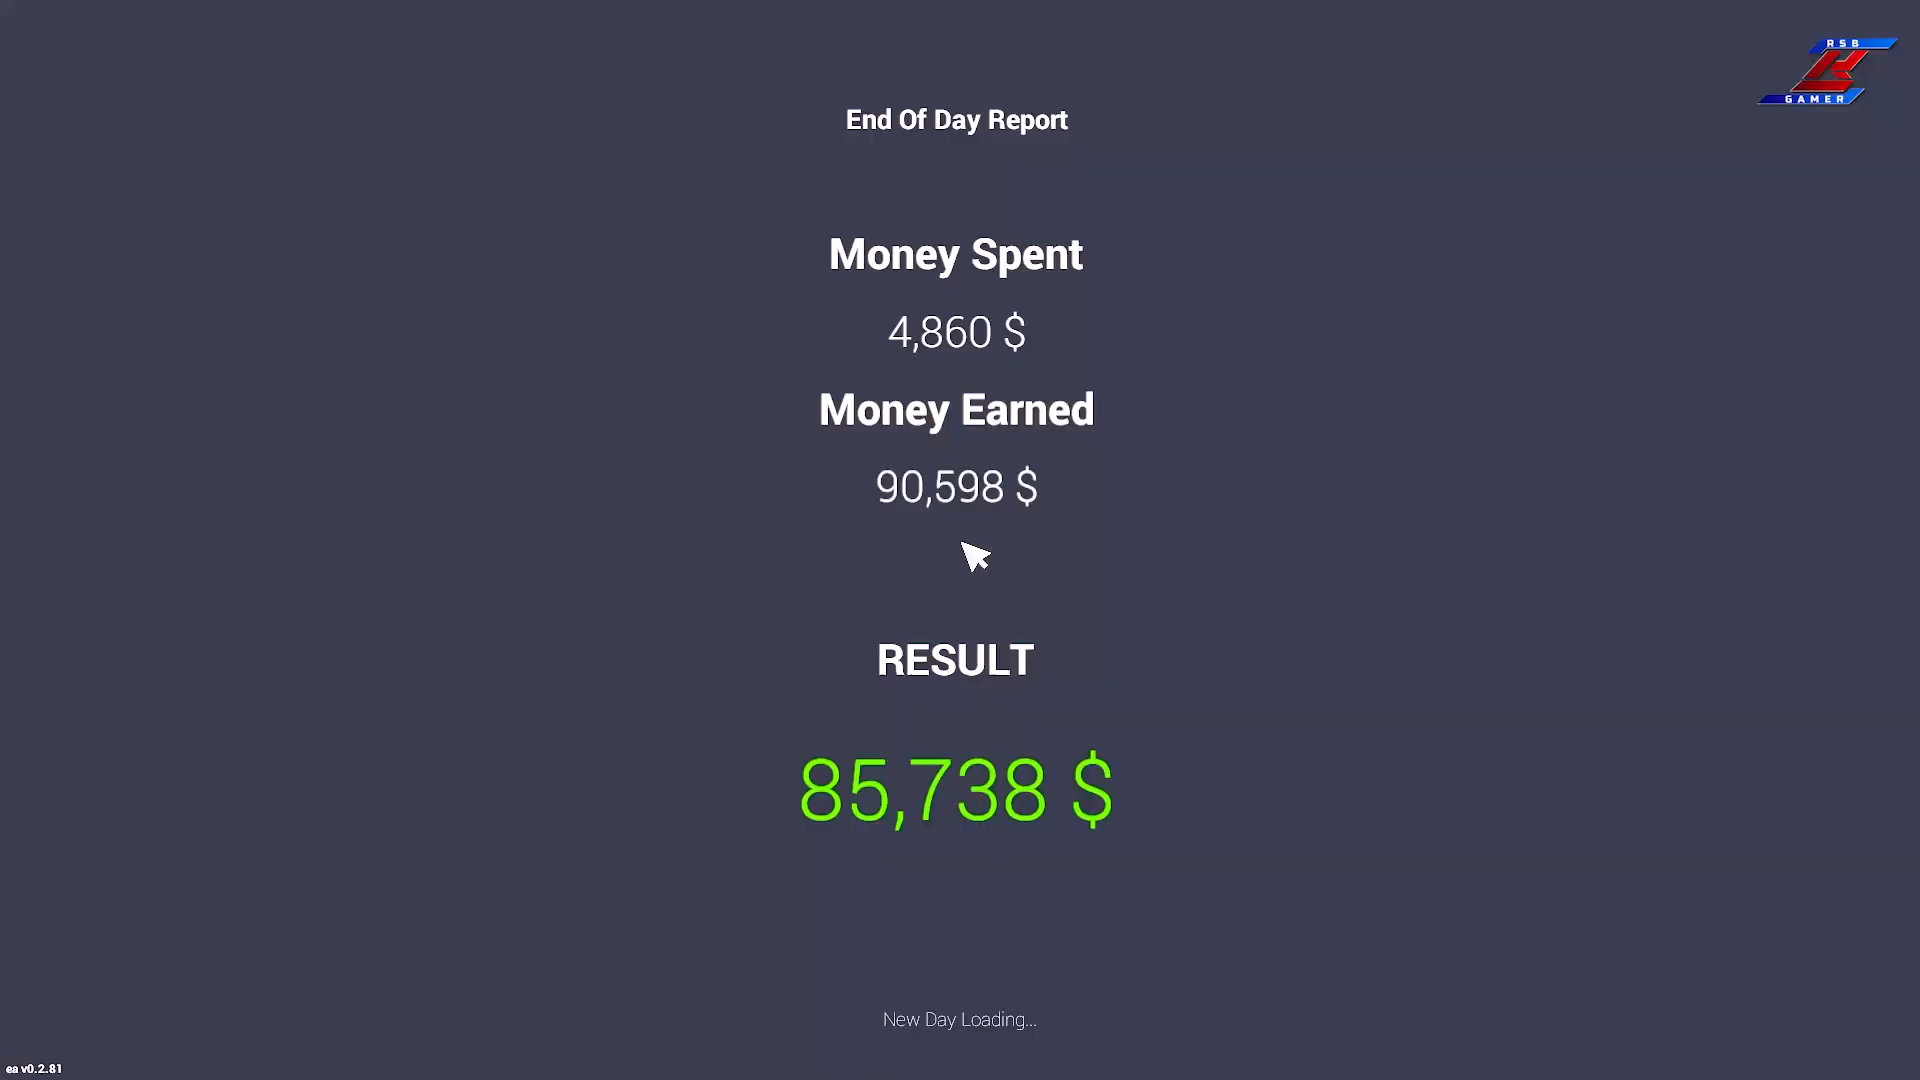 RSB
GAMER
End Of Day Report
Money Spent
4,860 $
Money Earned
90,598 $
RESULT
85,738 $
New Day Loading...
ea v0.2.81